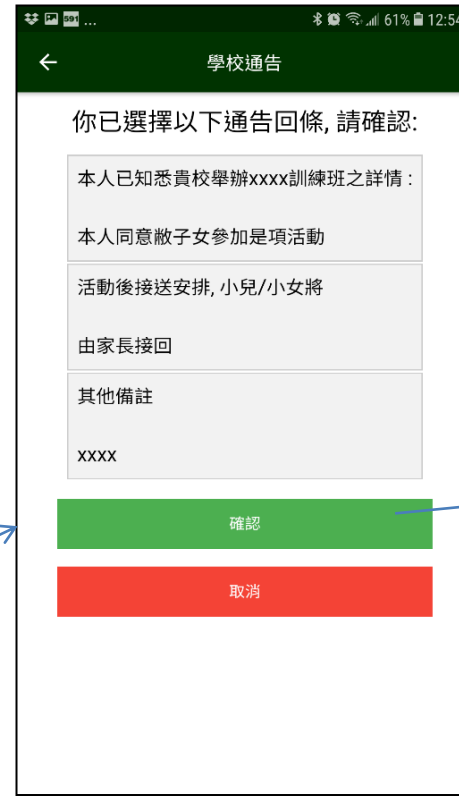 591 ... 61% 12:54
學校通告
你已選擇以下通告回條, 請確認:
本人已知悉貴校舉辦xxxx訓練班之詳情 :
本人同意敝子女參加是項活動
活動後接送安排, 小兒/小女將
由家長接回
其他備註
xxxx
確認
取消